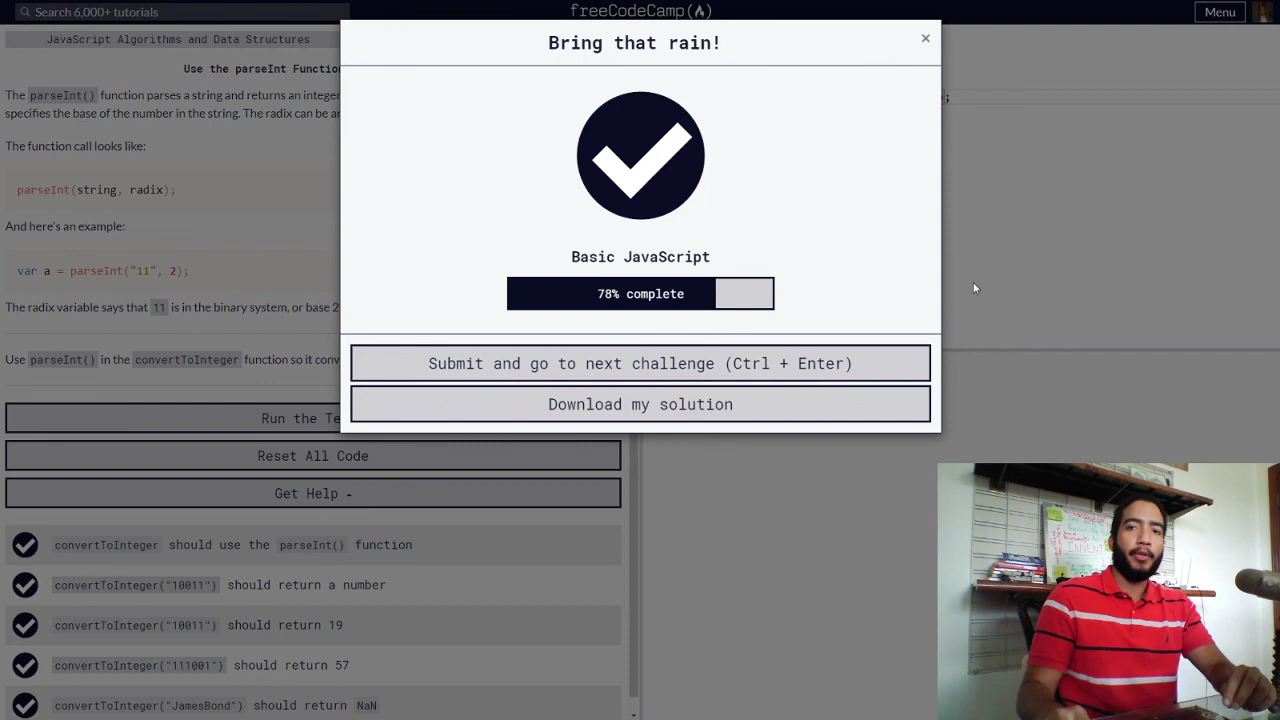 Search 6,000+ tutorials
freeCodeCamp
Menu
JavaScript Algorithms and Data Structures
Use the parseInt
The parseInt() function parses a string and returns an integer
specifies the base of the number in the string. The radix can be
The function call looks like:
parseInt(string, radix);
And here's an example:
var a = parseInt("11", 2);
The radix variable says that 11 is in the binary system, or base 2
Use parseInt() in the convertToInteger function so it
Run the
Reset All Code
Get Help
convertToInteger should use the parseInt() function
convertToInteger("10011") should return a number
convertToInteger("10011") should return 19
convertToInteger("111001") should return 57
convertToInteger("JamesBond") should return NaN
Bring that rain!
×
Basic JavaScript
78% complete
Submit and go to next challenge (Ctrl + Enter)
Download my solution
;
INVENT